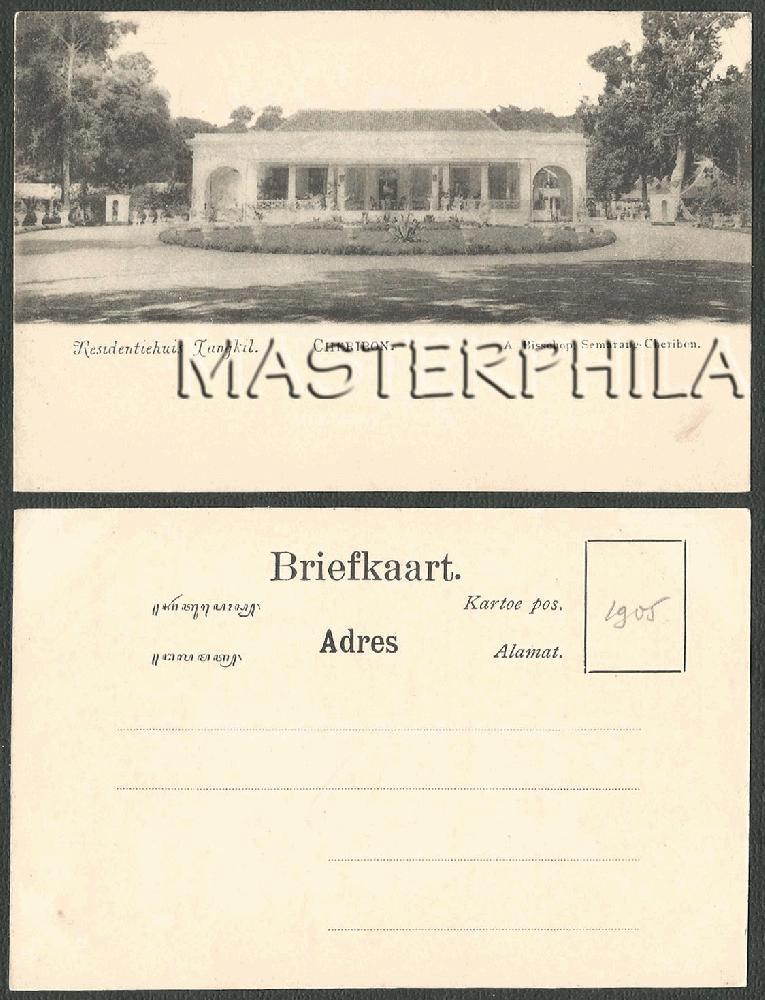 Residentiehuis Tangkil. CHERIBON. A. Bisschop, Semarang-Cheribon.
MASTERPHILA
Briefkaart.
Kartoe pos.
1905
Adres
Alamat.